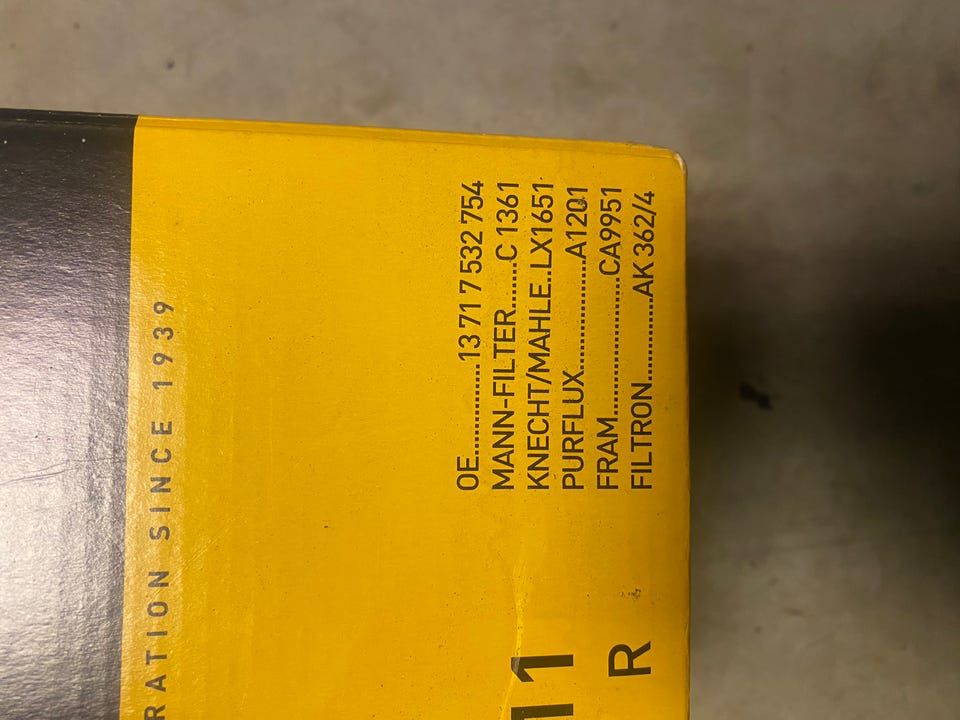 RATION SINCE 1939
OE............13 71 7 532 754
MANN-FILTER.......C 1361
KNECHT/MAHLE..LX1651
PURFLUX...............A1201
FRAM...................CA9951
FILTRON............AK 362/4
11
R